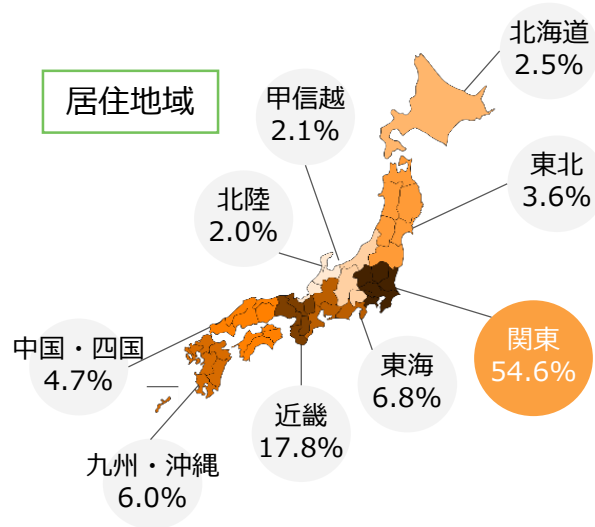 居住地域
北海道
2.5%
甲信越
2.1%
東北
3.6%
北陸
2.0%
関東
54.6%
中国・四国
4.7%
東海
6.8%
近畿
17.8%
九州・沖縄
6.0%